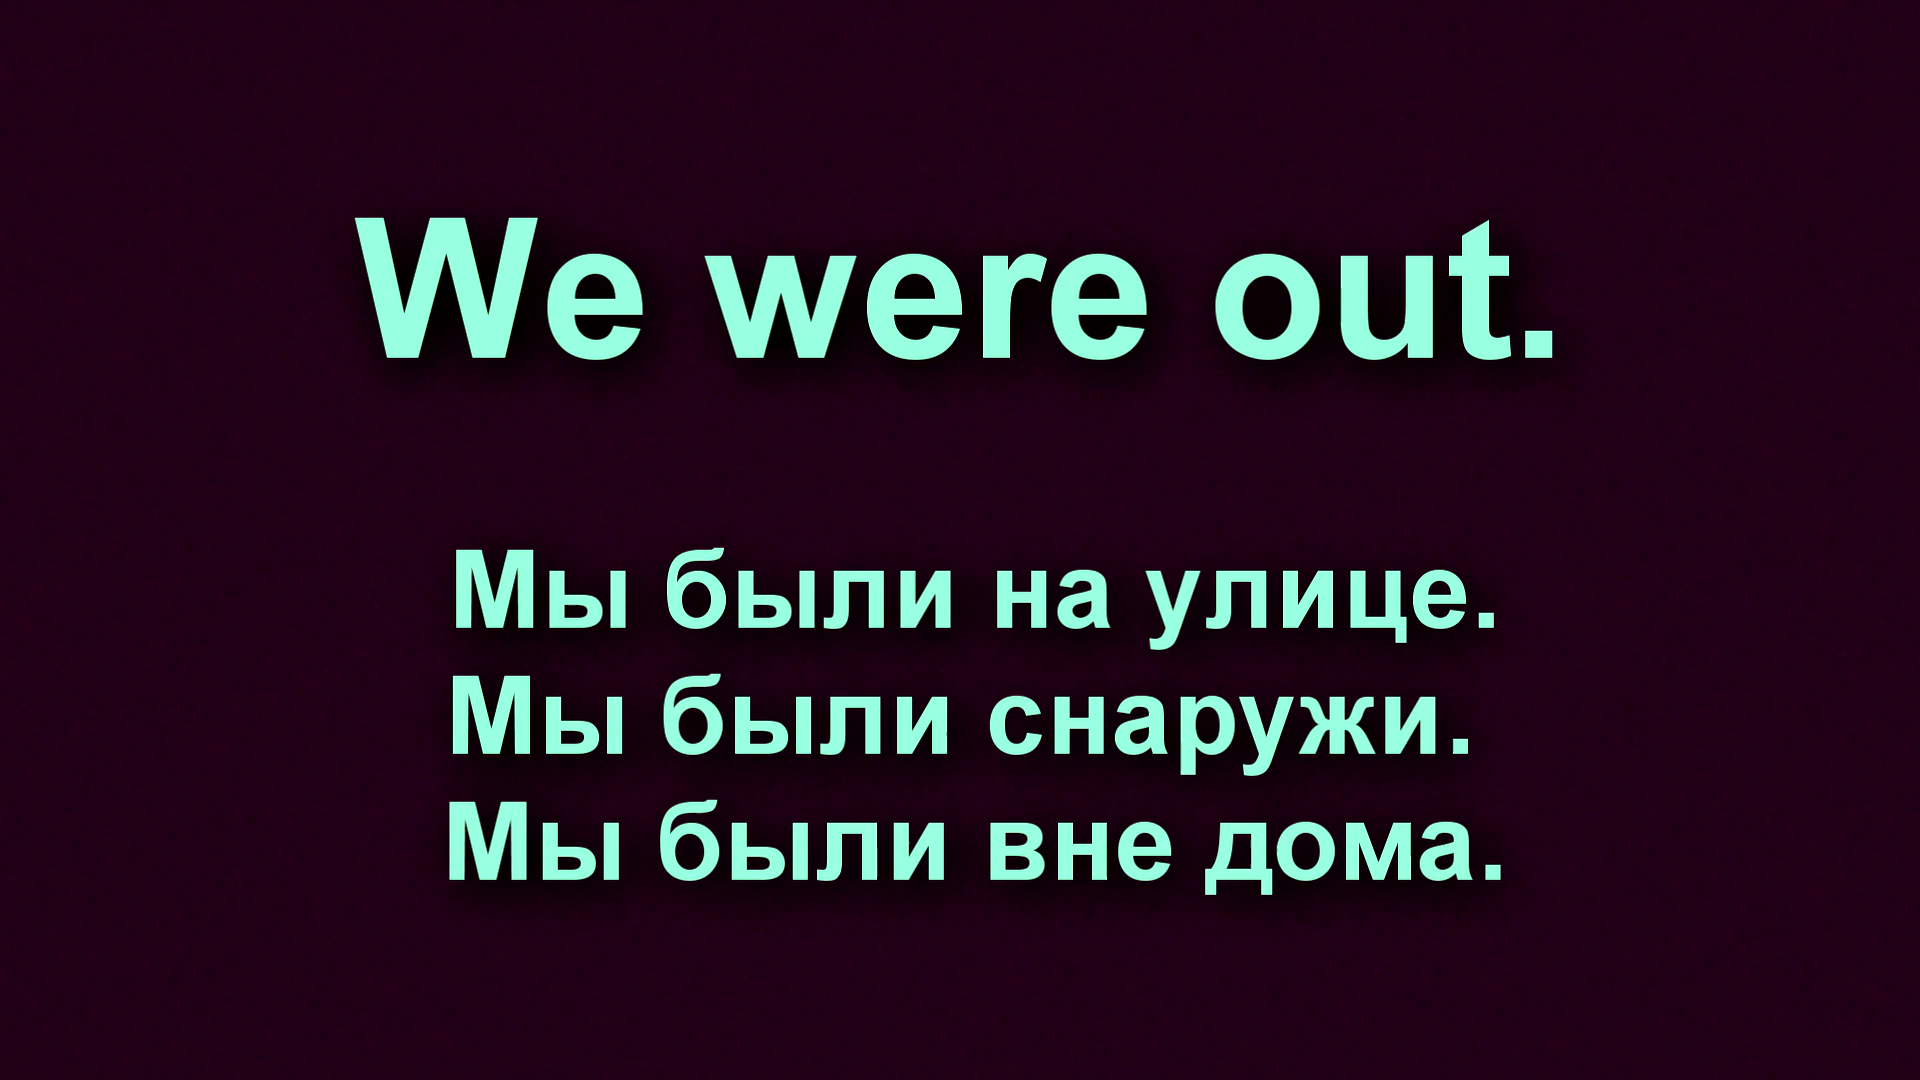 We were out.
Мы были на улице.
Мы были снаружи.
Мы были вне дома.